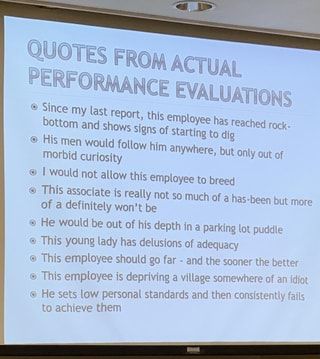 QUOTES FROM ACTUAL
PERFORMANCE EVALUATIONS
Since my last report, this employee has reached rock-
bottom and shows signs of starting to dig
His men would follow him anywhere, but only out of
morbid curiosity
I would not allow this employee to breed
This associate is really not so much of a has-been but more
of a definitely won't be
He would be out of his depth in a parking lot puddle
This young lady has delusions of adequacy
This employee should go far - and the sooner the better
This employee is depriving a village somewhere of an idiot
He sets low personal standards and then consistently fails
to achieve them